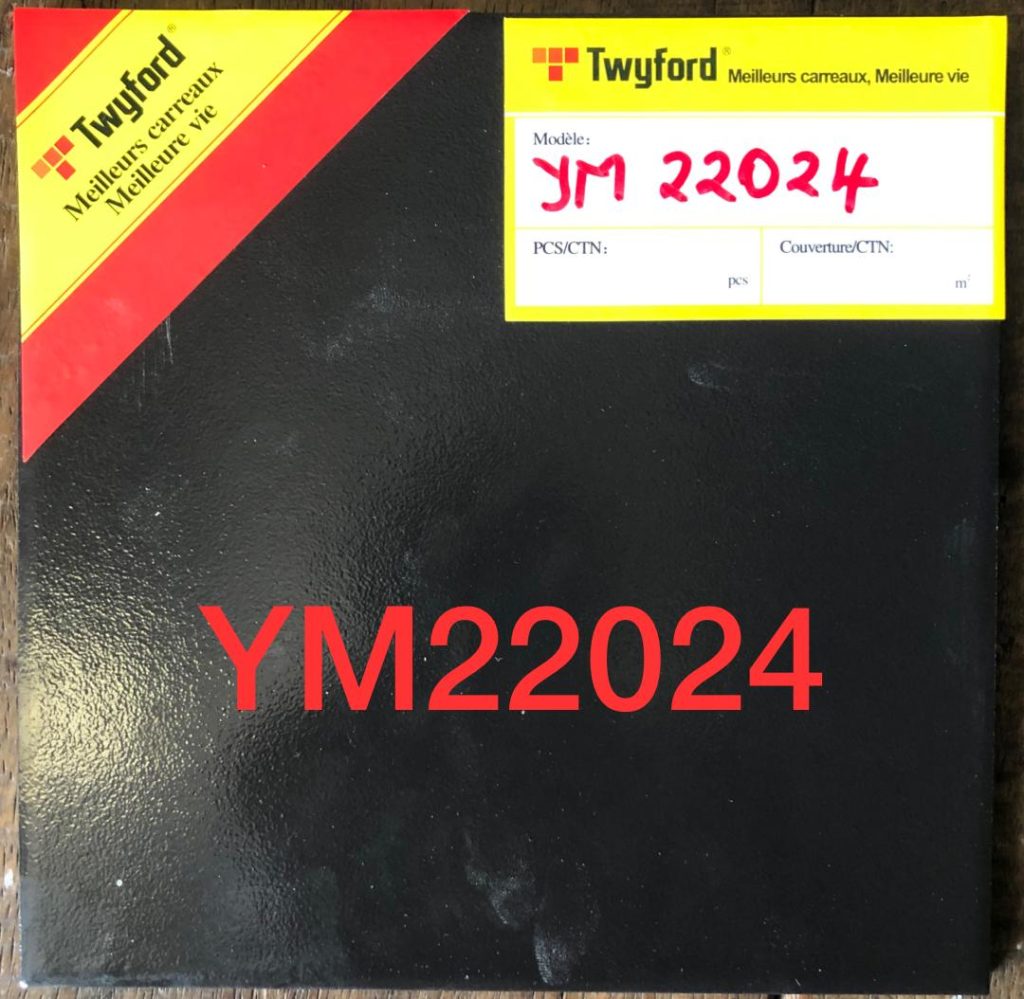 Twyford®
Meilleurs carreaux
Meilleure vie
Twyford® Meilleurs carreaux, Meilleure vie
Modèle:
YM 22024
PCS/CTN:
pcs
Couverture/CTN:
m²
YM22024